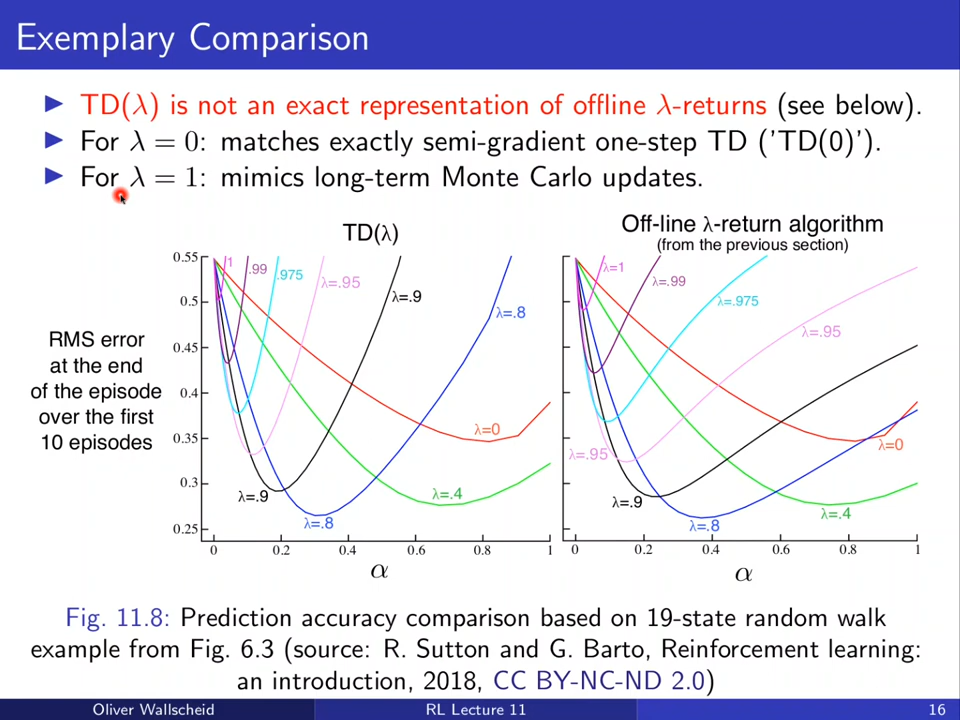 Exemplary Comparison
▶ TD(λ) is not an exact representation of offline λ-returns (see below).
▶ For λ = 0: matches exactly semi-gradient one-step TD ('TD(0)').
▶ For λ = 1: mimics long-term Monte Carlo updates.
TD(λ)
Off-line λ-return algorithm
(from the previous section)
RMS error
at the end
of the episode
over the first
10 episodes
0.55
0.5
0.45
0.4
0.35
0.3
0.25
1
.99
.975
λ=.95
λ=.9
λ=.8
λ=0
λ=.4
λ=.9
λ=.8
0 0.2 0.4 0.6 0.8 1
α
λ=1
λ=.99
λ=.975
λ=.95
λ=0
λ=.95
λ=.9
λ=.4
λ=.8
0 0.2 0.4 0.6 0.8 1
α
Fig. 11.8: Prediction accuracy comparison based on 19-state random walk
example from Fig. 6.3 (source: R. Sutton and G. Barto, Reinforcement learning:
an introduction, 2018, CC BY-NC-ND 2.0)
Oliver Wallscheid RL Lecture 11 16